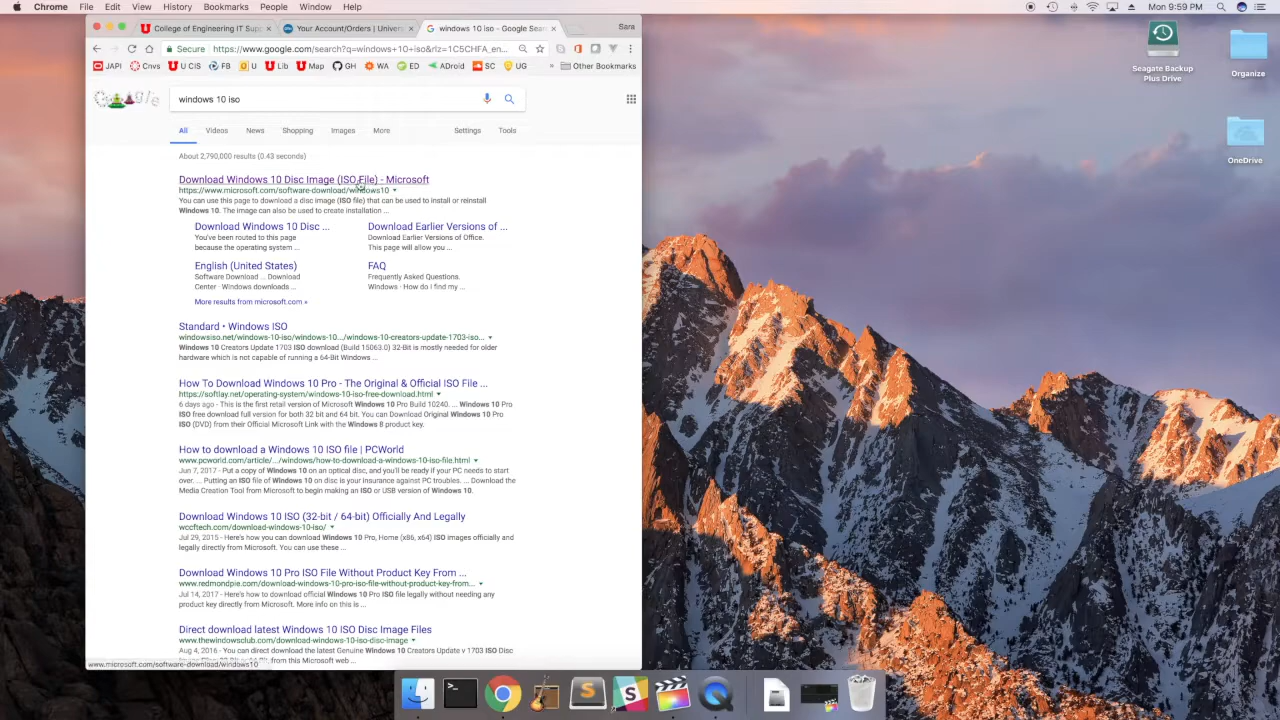 Chrome File Edit View History Bookmarks People Window Help Mon 9:59 PM
College of Engineering IT Sup Your Account/Orders | Univers windows 10 iso - Google Sear Sara
Secure https://www.google.com/search?q=windows+10+iso&rlz=1C5CHFA_en...
JAPI Cnvs U CIS FB U Lib Map GH WA ED ADroid SC UG » Other Bookmarks
Google windows 10 iso
All Videos News Shopping Images More Settings Tools
About 2,790,000 results (0.43 seconds)
Download Windows 10 Disc Image (ISO File) - Microsoft
https://www.microsoft.com/software-download/windows10
You can use this page to download a disc image (ISO file) that can be used to install or reinstall
Windows 10. The image can also be used to create installation ...
Download Windows 10 Disc ...
You've been routed to this page
because the operating system ...
Download Earlier Versions of ...
Download Earlier Versions of Office.
This page will allow you ...
English (United States)
Software Download ... Download
Center · Windows downloads ...
FAQ
Frequently Asked Questions.
Windows · How do I find my ...
More results from microsoft.com »
Standard • Windows ISO
windowsiso.net/windows-10-iso/windows-10.../windows-10-creators-update-1703-iso...
Windows 10 Creators Update 1703 ISO download (Build 15063.0) 32-Bit is mostly needed for older
hardware which is not capable of running a 64-Bit Windows ...
How To Download Windows 10 Pro - The Original & Official ISO File ...
https://softlay.net/operating-system/windows-10-iso-free-download.html
6 days ago - This is the first retail version of Microsoft Windows 10 Pro Build 10240. ... Windows 10 Pro
ISO free download full version for both 32 bit and 64 bit. You can Download Original Windows 10 Pro
ISO (DVD) from their Official Microsoft Link with the Windows 8 product key.
How to download a Windows 10 ISO file | PCWorld
www.pcworld.com/article/.../windows/how-to-download-a-windows-10-iso-file.html
Jun 7, 2017 - Put a copy of Windows 10 on an optical disc, and you'll be ready if your PC needs to start
over. ... Putting an ISO file of Windows 10 on disc is your insurance against PC troubles. ... Download the
Media Creation Tool from Microsoft to begin making an ISO or USB version of Windows 10.
Download Windows 10 ISO (32-bit / 64-bit) Officially And Legally
wccftech.com/download-windows-10-iso/
Jul 29, 2015 - Here's how you can download Windows 10 Pro, Home (x86, x64) ISO images officially and
legally directly from Microsoft. You can use these ...
Download Windows 10 Pro ISO File Without Product Key From ...
www.redmondpie.com/download-windows-10-pro-iso-file-without-product-key-from...
Jul 14, 2017 - Here's how to download official Windows 10 Pro ISO file legally without needing any
product key directly from Microsoft. More info on this is ...
Direct download latest Windows 10 ISO Disc Image Files
www.thewindowsclub.com/download-windows-10-iso-disc-image
Aug 4, 2016 - You can direct download the latest Genuine Windows 10 Creators Update v 1703 ISO Disc
from this Microsoft web ...
www.microsoft.com/software-download/windows10
Seagate Backup
Plus Drive
Organize
OneDrive